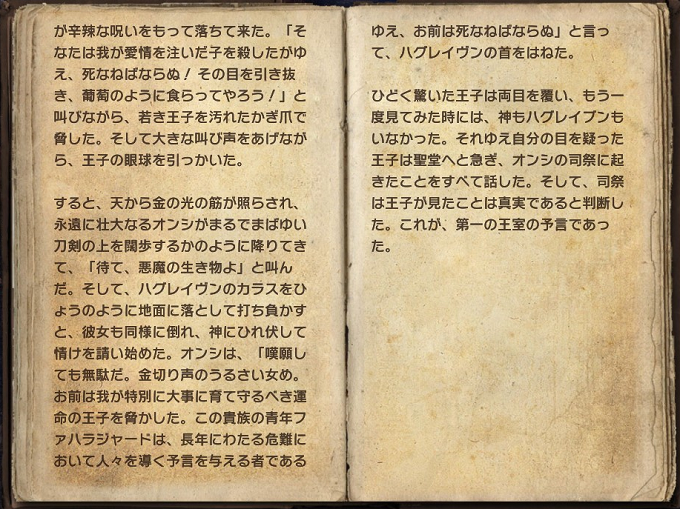 が辛辣な呪いをもって落ちて来た。「そ
なたは我が愛情を注いだ子を殺したがゆ
え、死なねばならぬ！ その目を引き抜
き、葡萄のように食らってやろう！」と
叫びながら、若き王子を汚れたかぎ爪で
脅した。そして大きな叫び声をあげなが
ら、王子の眼球を引っかいた。
すると、天から金の光の筋が照らされ、
永遠に壮大なるオンシがまるでまばゆい
刀剣の上を闊歩するかのように降りてき
て、「待て、悪魔の生き物よ」と叫ん
だ。そして、ハグレイヴンのカラスをひ
ょうのように地面に落として打ち負かす
と、彼女も同様に倒れ、神にひれ伏して
情けを請い始めた。オンシは、「嘆願し
ても無駄だ。金切り声のうるさい女め。
お前は我が特別に大事に育て守るべき運
命の王子を脅かした。この貴族の青年フ
ァハラジャードは、長年にわたる危難に
おいて人々を導く予言を与える者である
ゆえ、お前は死なねばならぬ」と言っ
て、ハグレイヴンの首をはねた。
ひどく驚いた王子は両目を覆い、もう一
度見てみた時には、神もハグレイブンも
いなかった。それゆえ自分の目を疑った
王子は聖堂へと急ぎ、オンシの司祭に起
きたことをすべて話した。そして、司祭
は王子が見たことは真実であると判断し
た。これが、第一の王室の予言であっ
た。